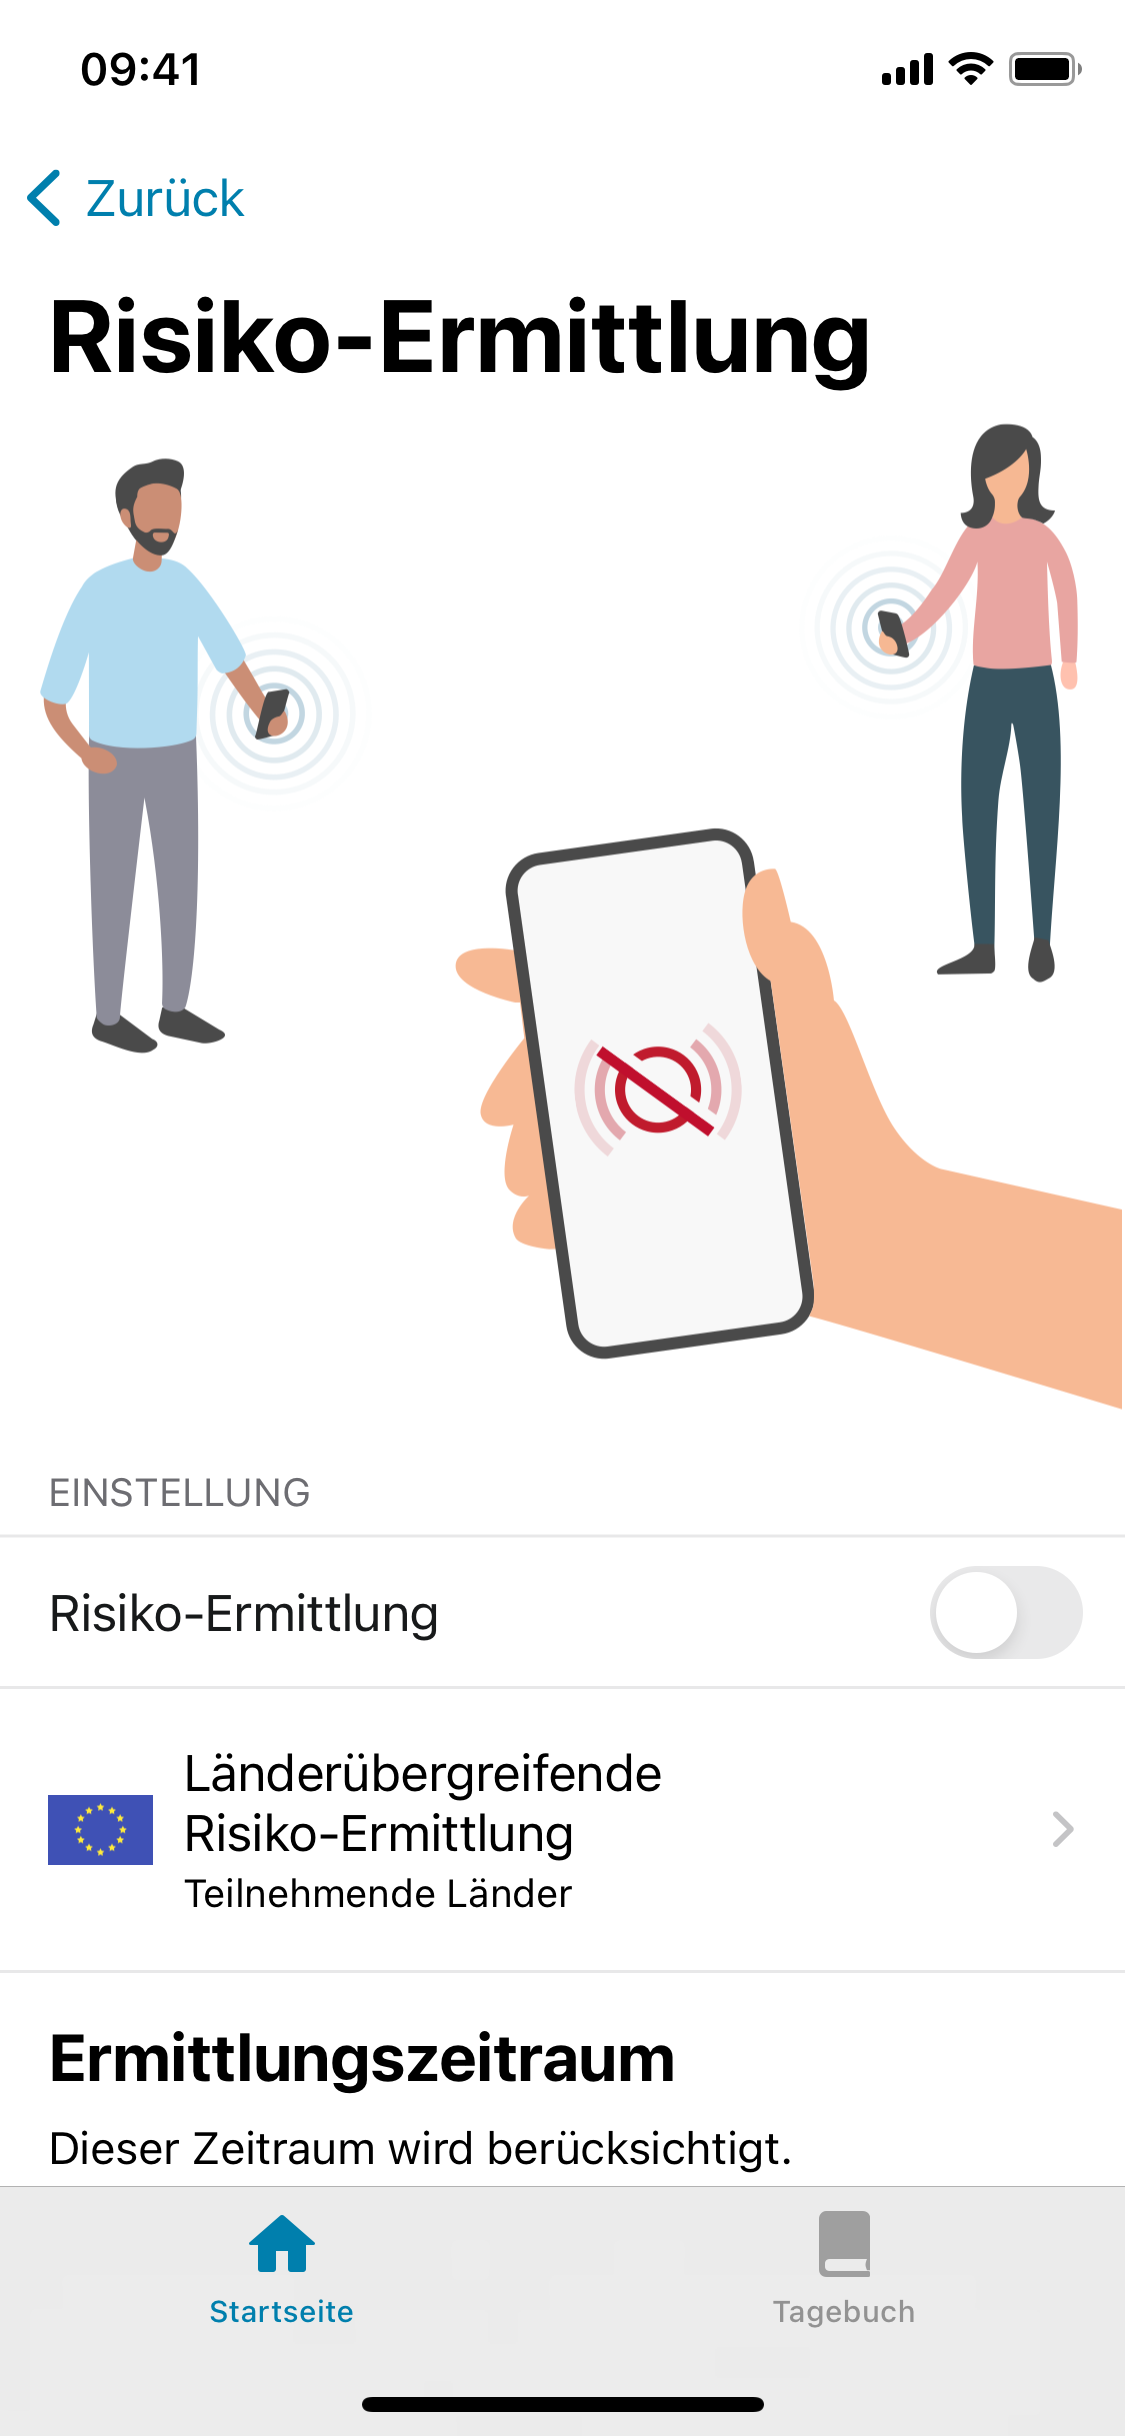 09:41
Zurück
Risiko-Ermittlung
EINSTELLUNG
Risiko-Ermittlung
Länderübergreifende
Risiko-Ermittlung
Teilnehmende Länder
Ermittlungszeitraum
Dieser Zeitraum wird berücksichtigt.
Startseite
Tagebuch